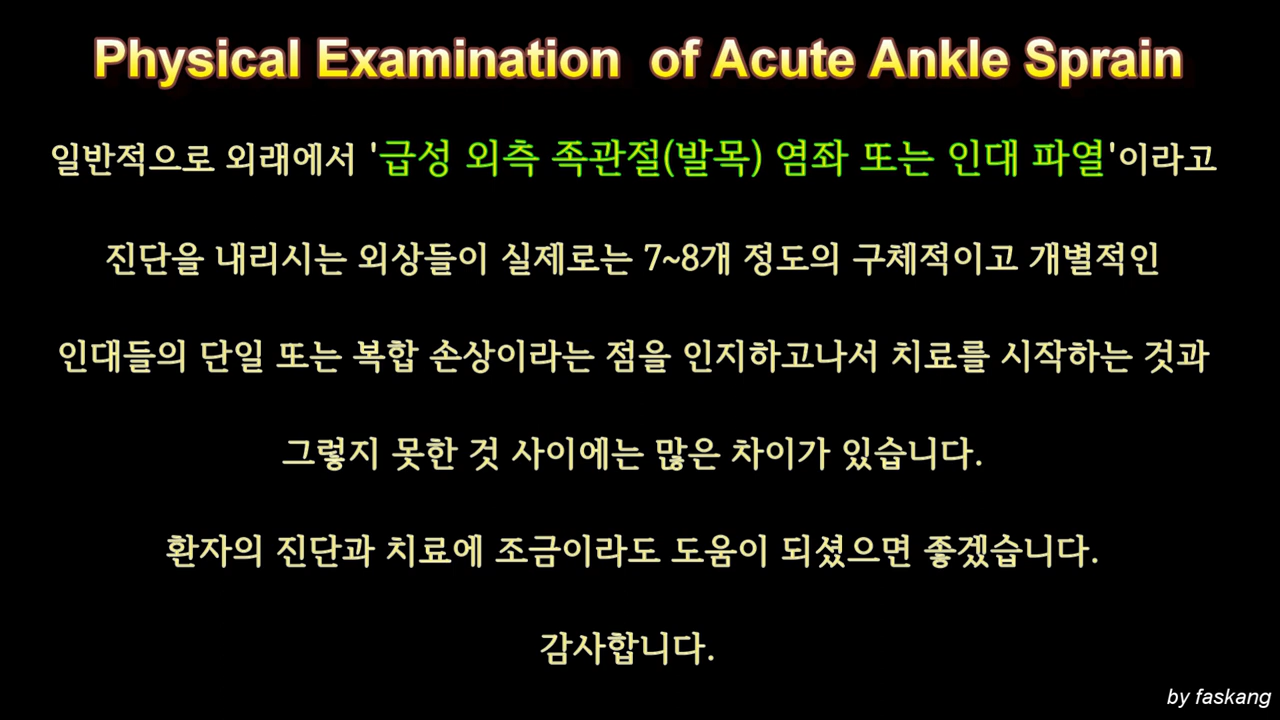 Physical Examination of Acute Ankle Sprain
일반적으로 외래에서 '급성 외측 족관절(발목) 염좌 또는 인대 파열'이라고
진단을 내리시는 외상들이 실제로는 7~8개 정도의 구체적이고 개별적인
인대들의 단일 또는 복합 손상이라는 점을 인지하고나서 치료를 시작하는 것과
그렇지 못한 것 사이에는 많은 차이가 있습니다.
환자의 진단과 치료에 조금이라도 도움이 되셨으면 좋겠습니다.
감사합니다.
by faskang